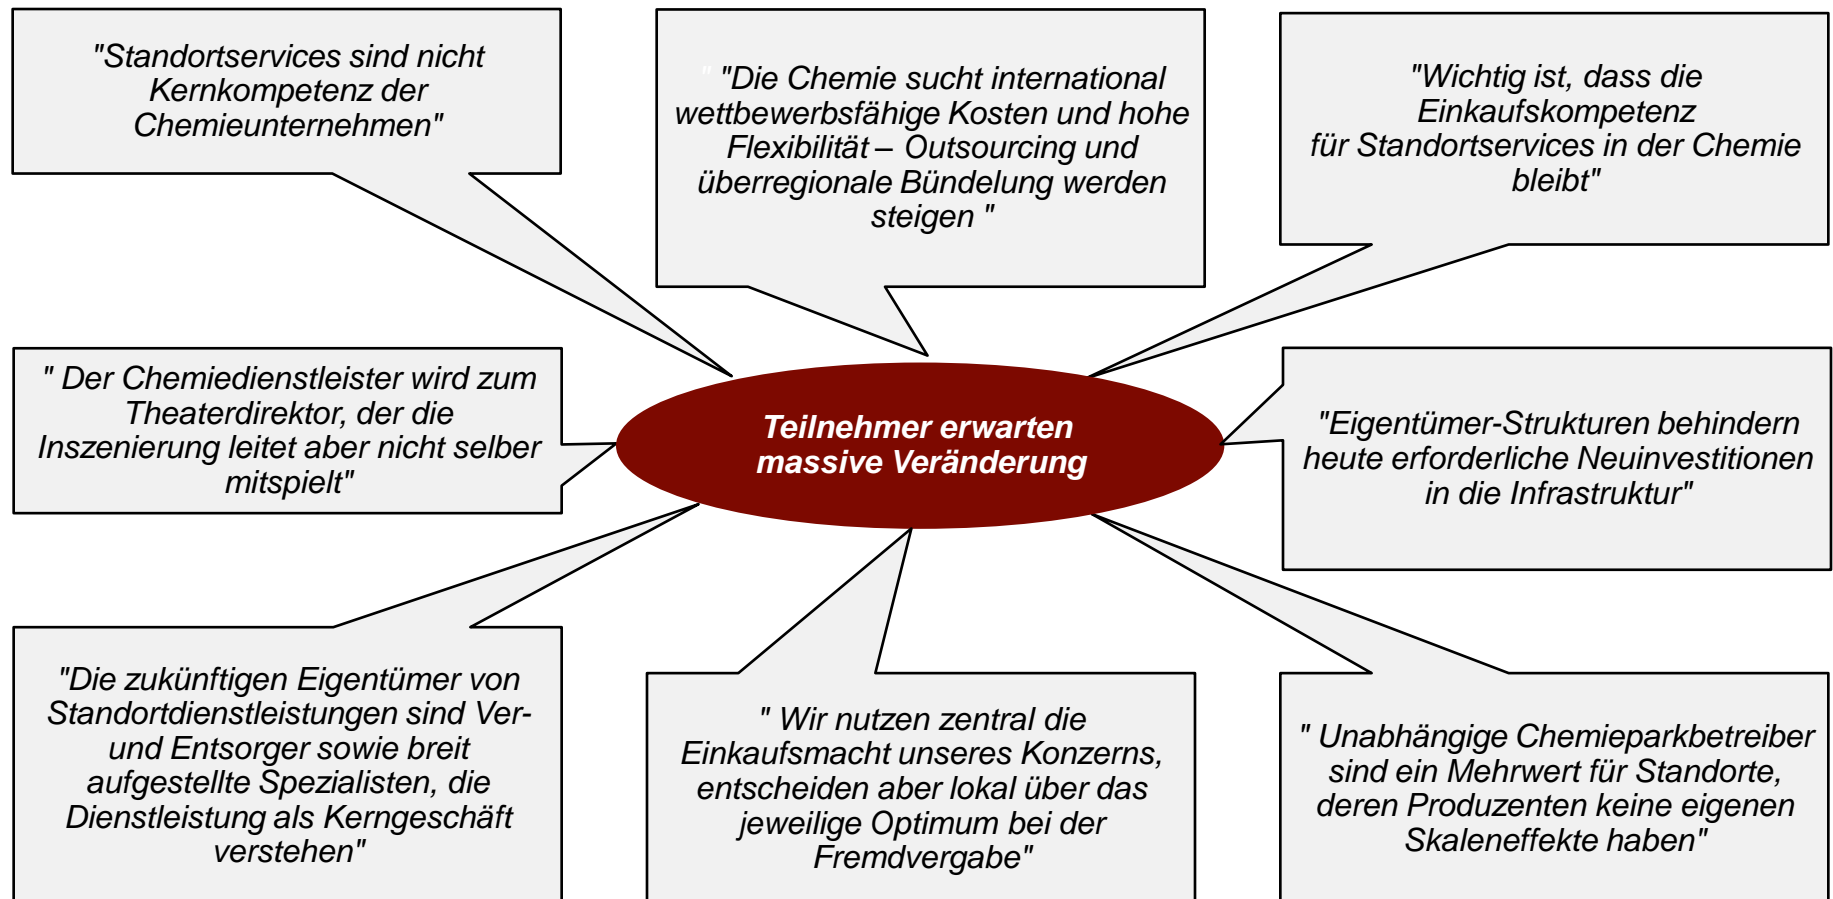 "Standortservices sind nicht
Kernkompetenz der
Chemieunternehmen"
" "Die Chemie sucht international
wettbewerbsfähige Kosten und hohe
Flexibilität – Outsourcing und
überregionale Bündelung werden
steigen "
"Wichtig ist, dass die
Einkaufskompetenz
für Standortservices in der Chemie
bleibt"
" Der Chemiedienstleister wird zum
Theaterdirektor, der die
Inszenierung leitet aber nicht selber
mitspielt"
Teilnehmer erwarten
massive Veränderung
"Eigentümer-Strukturen behindern
heute erforderliche Neuinvestitionen
in die Infrastruktur"
"Die zukünftigen Eigentümer von
Standortdienstleistungen sind Ver-
und Entsorger sowie breit
aufgestellte Spezialisten, die
Dienstleistung als Kerngeschäft
verstehen"
" Wir nutzen zentral die
Einkaufsmacht unseres Konzerns,
entscheiden aber lokal über das
jeweilige Optimum bei der
Fremdvergabe"
" Unabhängige Chemieparkbetreiber
sind ein Mehrwert für Standorte,
deren Produzenten keine eigenen
Skaleneffekte haben"